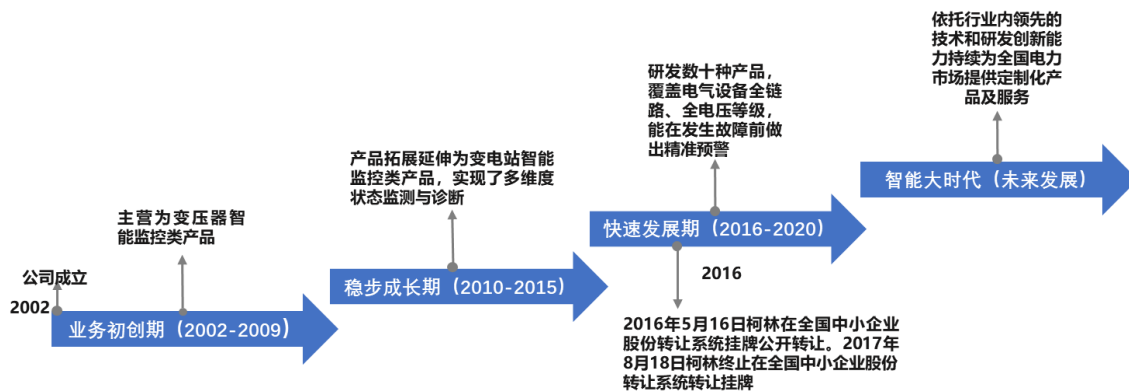 公司成立
2002
主营为变压器智
能监控类产品
业务初创期（2002-2009）
产品拓展延伸为变电站智能
监控类产品，实现了多维度
状态监测与诊断
稳步成长期（2010-2015）
研发数十种产品，
覆盖电气设备全链
路、全电压等级，
能在发生故障前做
出精准预警
快速发展期（2016-2020）
2016
2016年5月16日柯林在全国中小企业
股份转让系统挂牌公开转让。2017年
8月18日柯林终止在全国中小企业股份
转让系统转让挂牌
依托行业内领先的
技术和研发创新能
力持续为全国电力
市场提供定制化产
品及服务
智能大时代（未来发展）